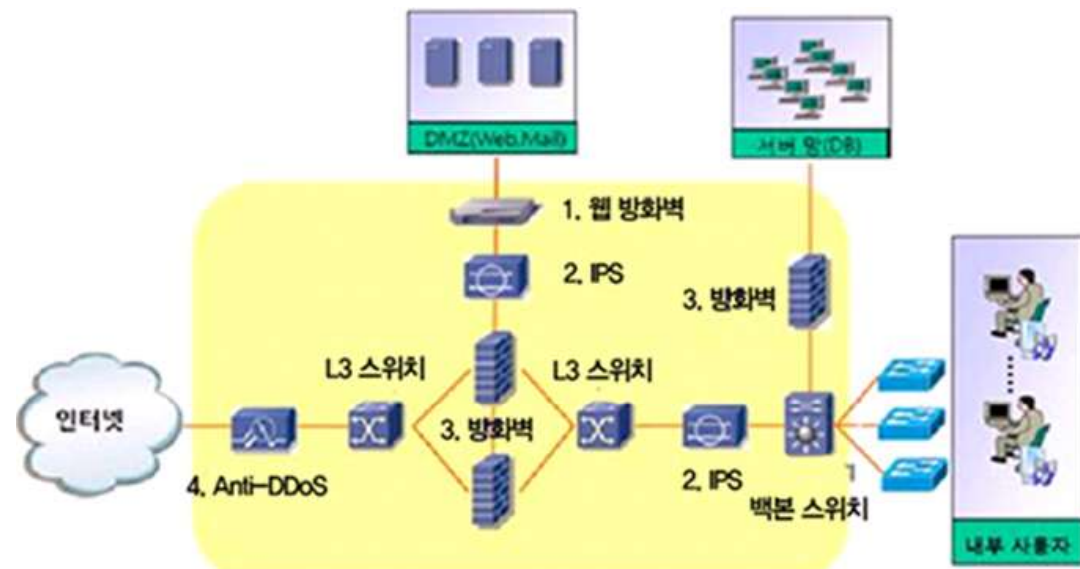 DMZ(Web.Mail)
서버 망(DB)
1. 웹 방화벽
2. IPS
3. 방화벽
L3 스위치
L3 스위치
인터넷
3. 방화벽
4. Anti-DDoS
2. IPS
백본 스위치
내부 사용자